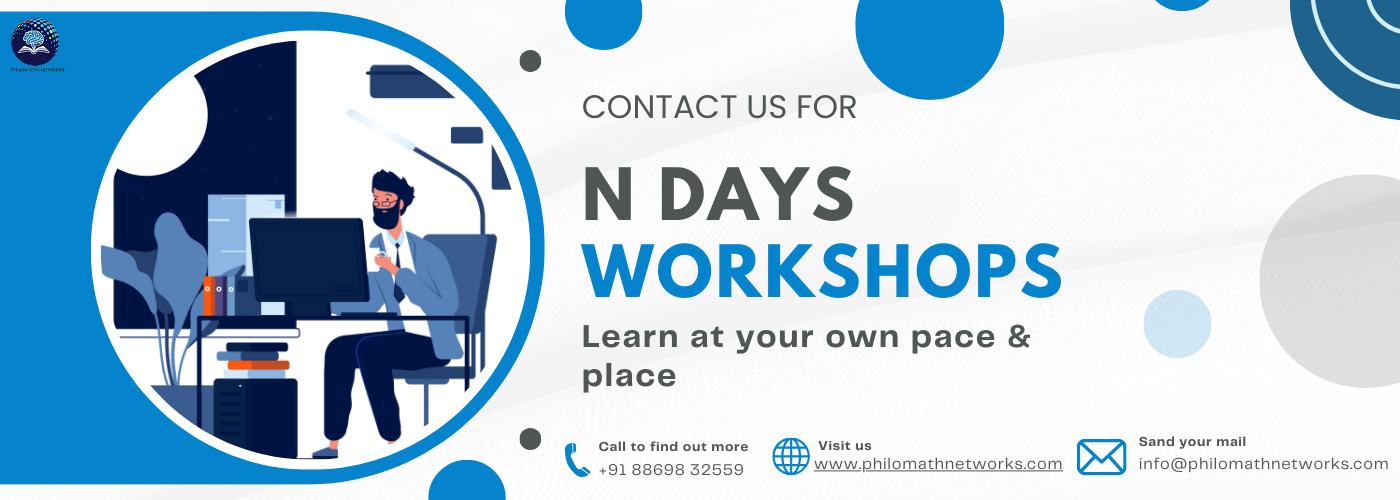 PHILOMATH NETWORKS
CONTACT US FOR
N DAYS
WORKSHOPS
Learn at your own pace &
place
Call to find out more
+91 88698 32559
Visit us
www.philomathnetworks.com
Sand your mail
info@philomathnetworks.com